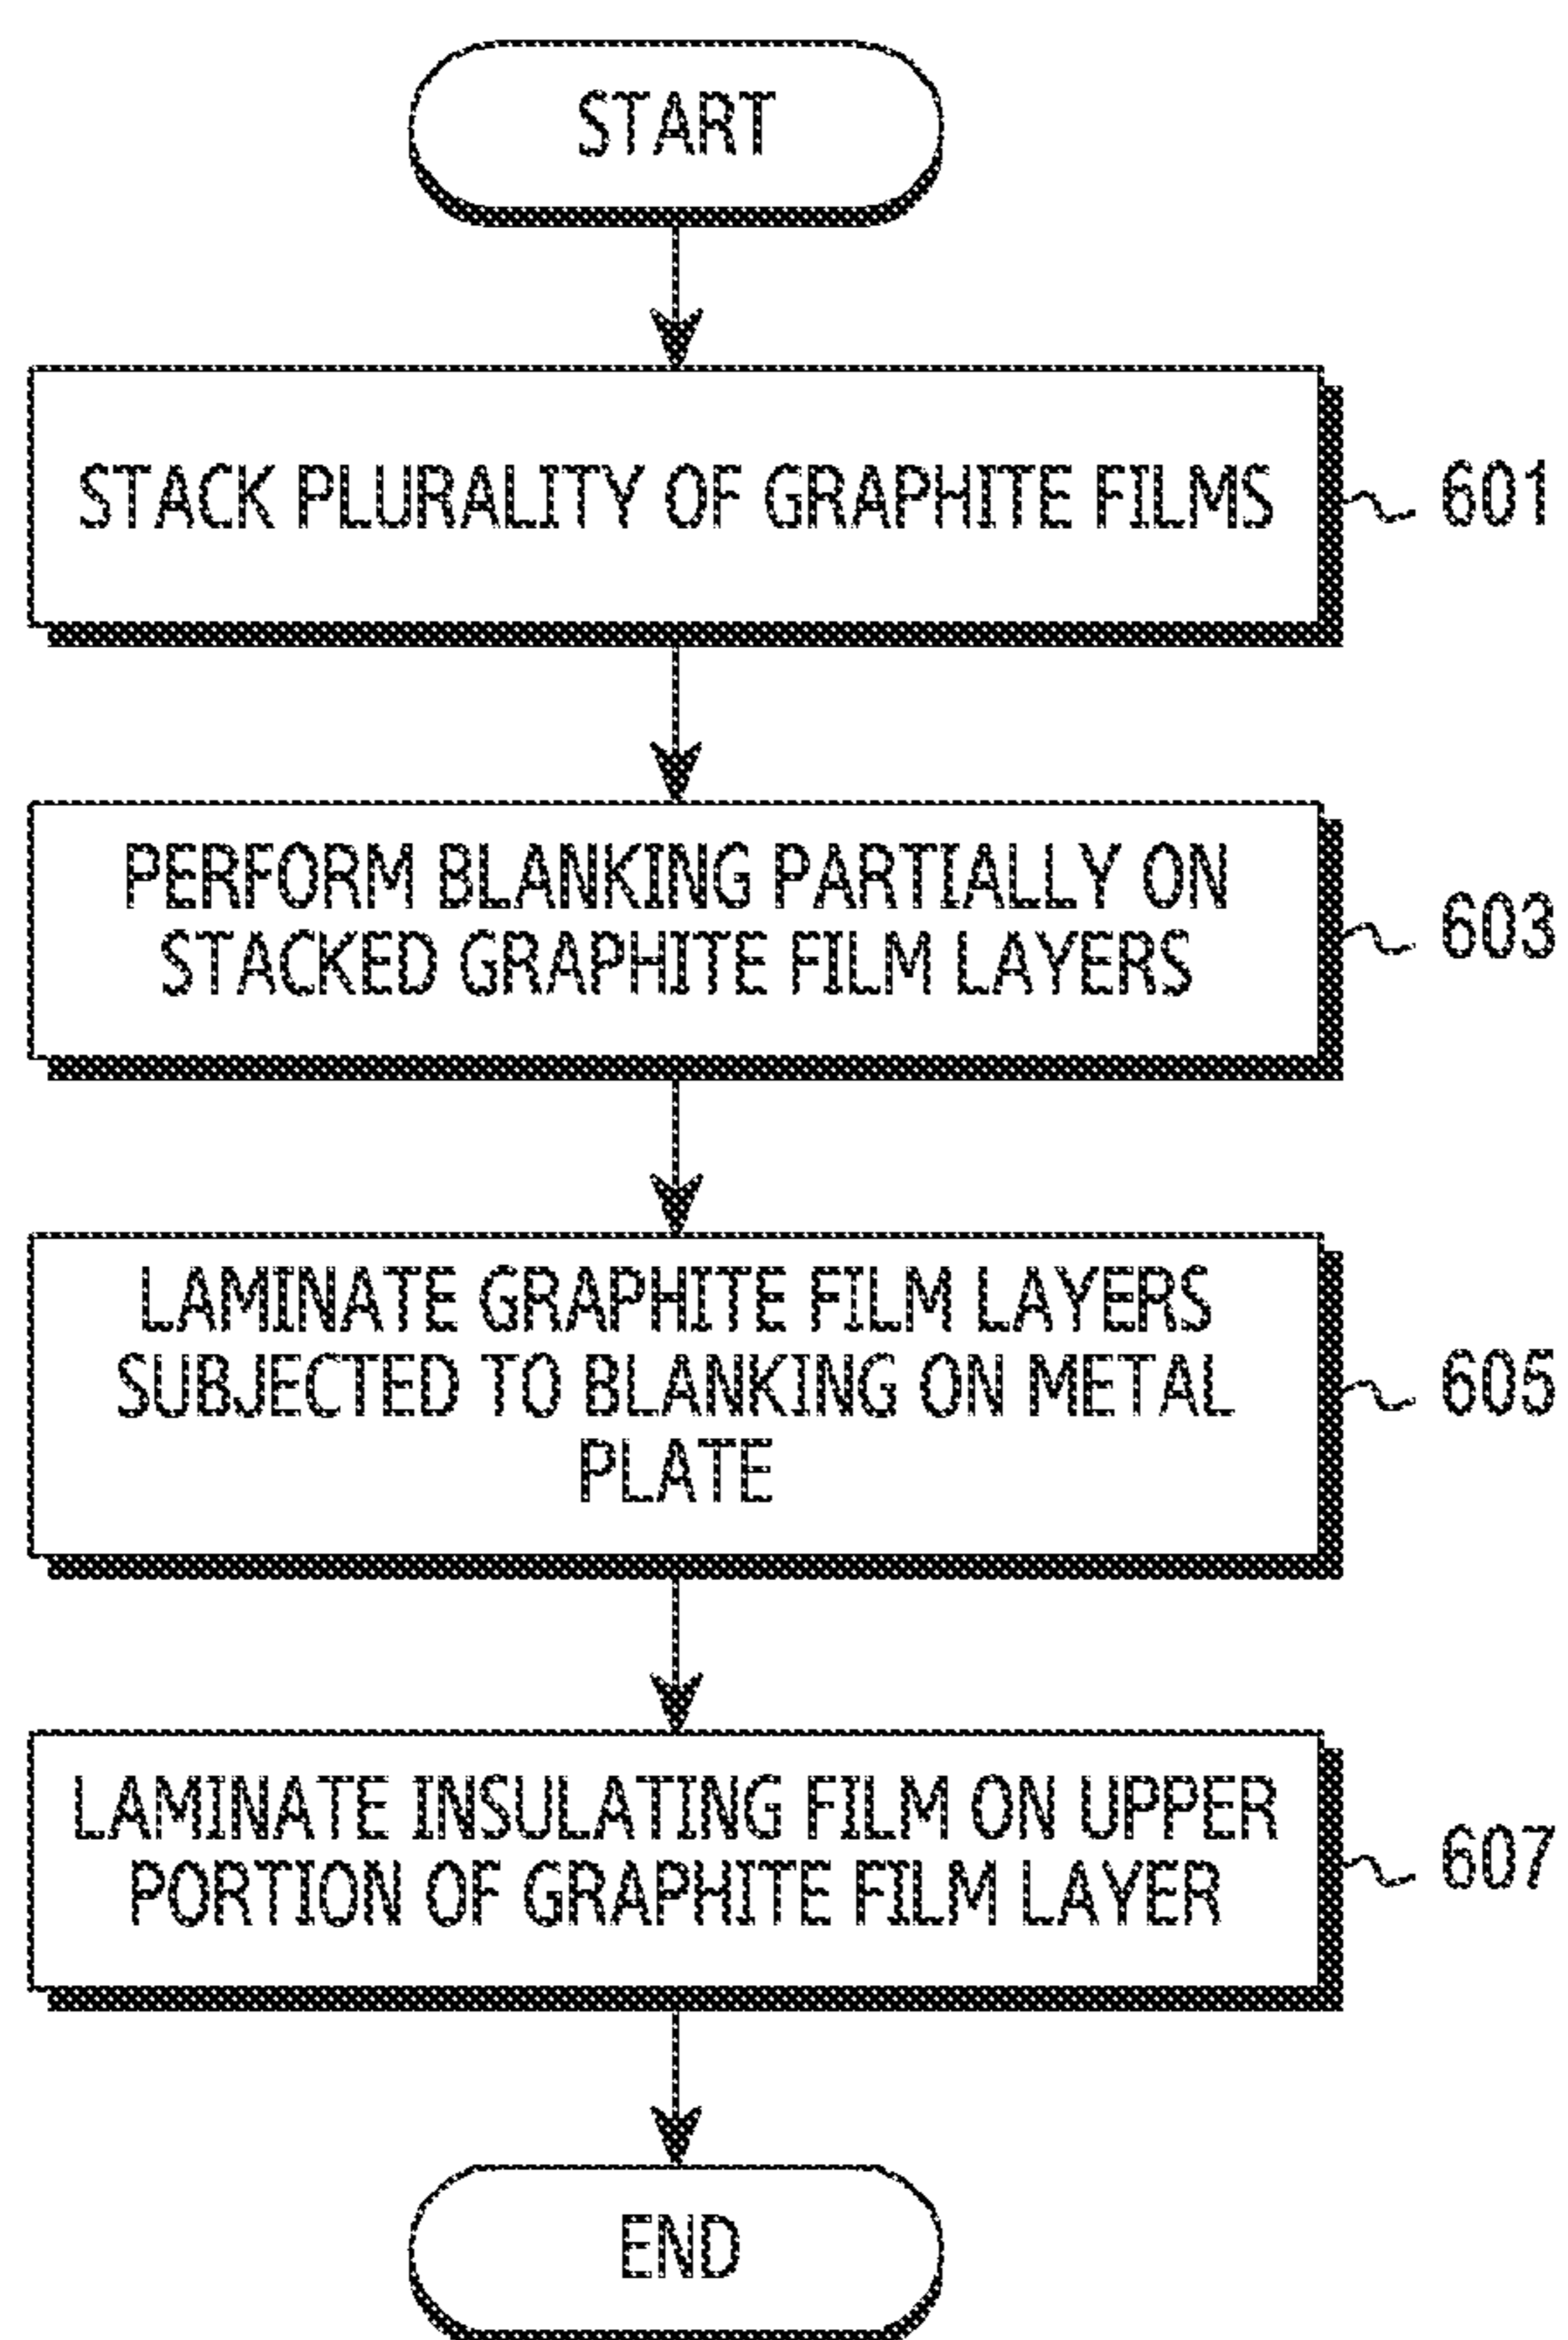 START
STACK PLURALITY OF GRAPHITE FILMS
601
PERFORM BLANKING PARTIALLY ON
STACKED GRAPHITE FILM LAYERS
603
LAMINATE GRAPHITE FILM LAYERS
SUBJECTED TO BLANKING ON METAL
PLATE
605
LAMINATE INSULATING FILM ON UPPER
PORTION OF GRAPHITE FILM LAYER
607
END